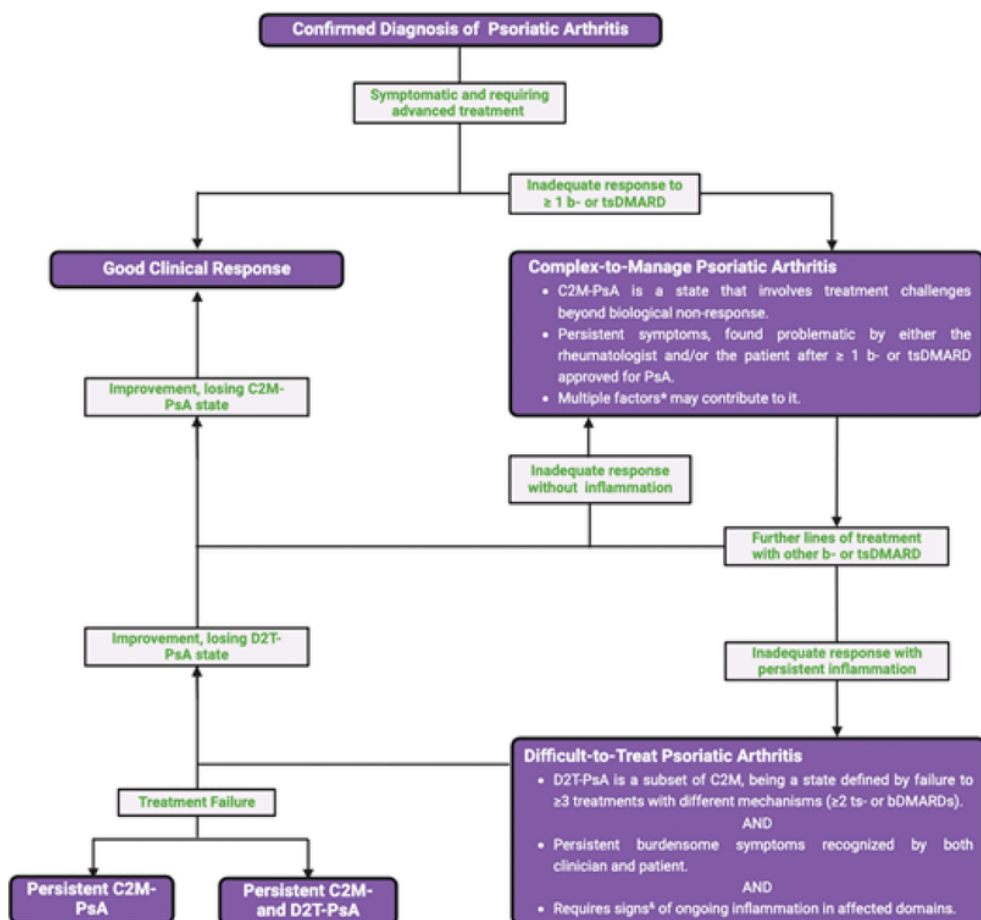 Confirmed Diagnosis of Psoriatic Arthritis
Symptomatic and requiring
advanced treatment
Inadequate response to
≥ 1 b- or tsDMARD
Good Clinical Response
Complex-to-Manage Psoriatic Arthritis
• C2M-PsA is a state that involves treatment challenges
beyond biological non-response.
• Persistent symptoms, found problematic by either the
rheumatologist and/or the patient after ≥ 1 b- or tsDMARD
approved for PsA.
• Multiple factors* may contribute to it.
Improvement, losing C2M-
PsA state
Inadequate response
without inflammation
Further lines of treatment
with other b- or tsDMARD
Improvement, losing D2T-
PsA state
Inadequate response with
persistent inflammation
Difficult-to-Treat Psoriatic Arthritis
• D2T-PsA is a subset of C2M, being a state defined by failure to
≥3 treatments with different mechanisms (≥2 ts- or bDMARDs).
AND
• Persistent burdensome symptoms recognized by both
clinician and patient.
AND
• Requires signs& of ongoing inflammation in affected domains.
Treatment Failure
Persistent C2M-
PsA
Persistent C2M-
and D2T-PsA